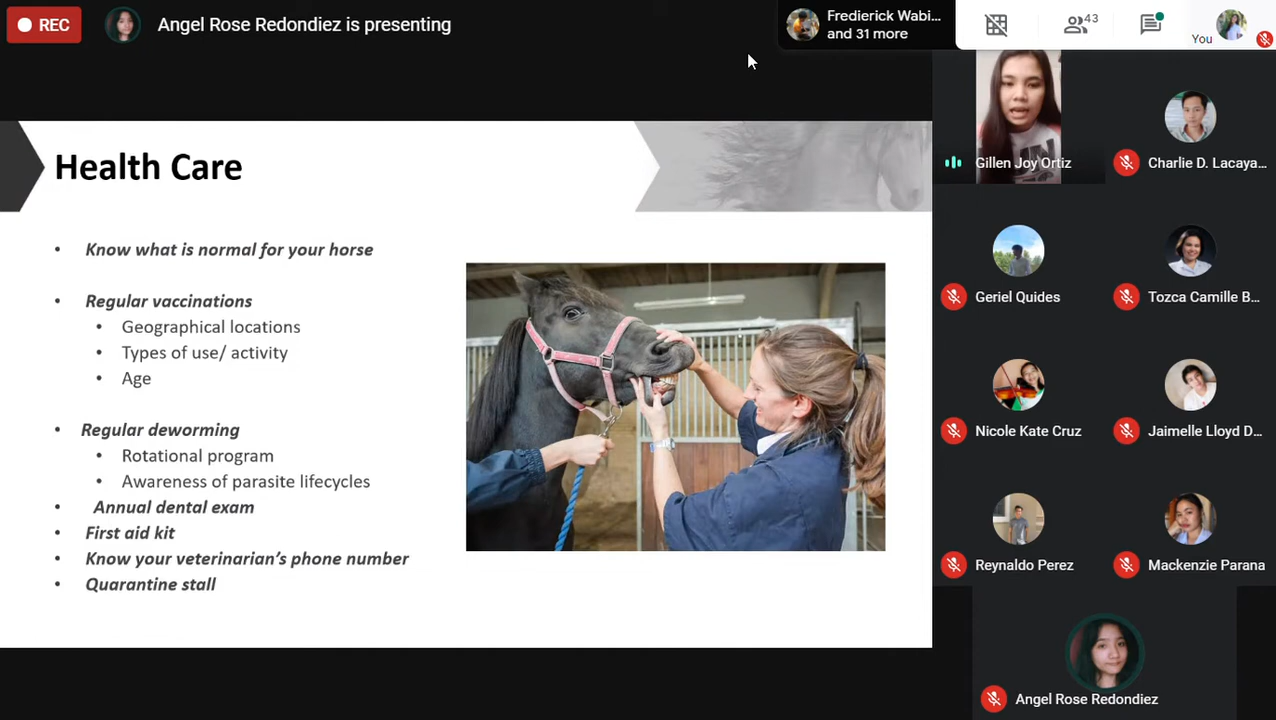 REC
Angel Rose Redondiez is presenting
Fredierick Wabi...
and 31 more
43
You
Health Care
• Know what is normal for your horse
• Regular vaccinations
• Geographical locations
• Types of use/ activity
• Age
• Regular deworming
• Rotational program
• Awareness of parasite lifecycles
• Annual dental exam
• First aid kit
• Know your veterinarian's phone number
• Quarantine stall
Gillen Joy Ortiz
Charlie D. Lacaya...
Geriel Quides
Tozca Camille B...
Nicole Kate Cruz
Jaimelle Lloyd D...
Reynaldo Perez
Mackenzie Parana
Angel Rose Redondiez